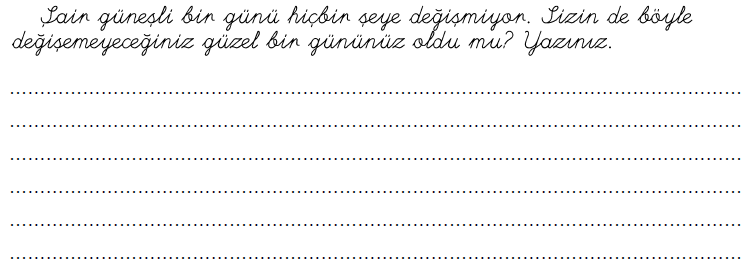 Şair güneşli bir günü hiçbir şeye değişmiyor. Sizin de böyle
değişemeyeceğiniz güzel bir gününüz oldu mu? Yazınız.